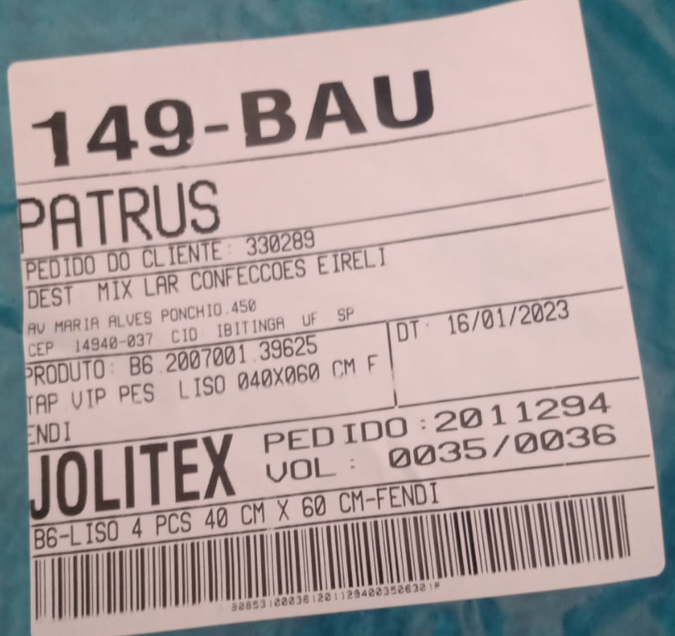 149-BAU
PATRUS
PEDIDO DO CLIENTE: 330289
DEST MIX LAR CONFECCOES EIRELI
AV MARIA ALVES PONCHIO.450
CEP 14940-037 CID IBITINGA UF SP
PRODUTO: B6.2007001.39625
DT: 16/01/2023
TAP VIP PES LISO 040X060 CM F
ENDI
JOLITEX
PEDIDO:2011294
VOL: 0035/0036
B6-LISO 4 PCS 40 CM X 60 CM-FENDI